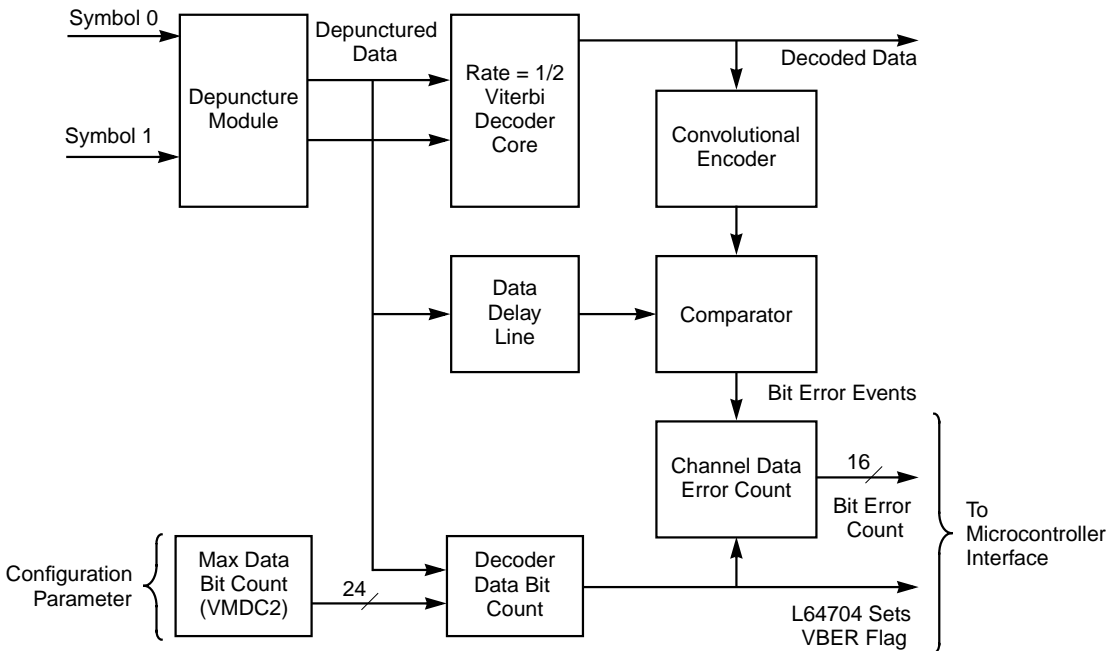 Symbol 0
Symbol 1
Depuncture
Module
Depunctured
Data
Rate = 1/2
Viterbi
Decoder
Core
Decoded Data
Convolutional
Encoder
Data
Delay
Line
Comparator
Bit Error Events
Channel Data
Error Count
16
Bit Error
Count
To
Microcontroller
Interface
Configuration
Parameter
Max Data
Bit Count
(VMDC2)
24
Decoder
Data Bit
Count
L64704 Sets
VBER Flag